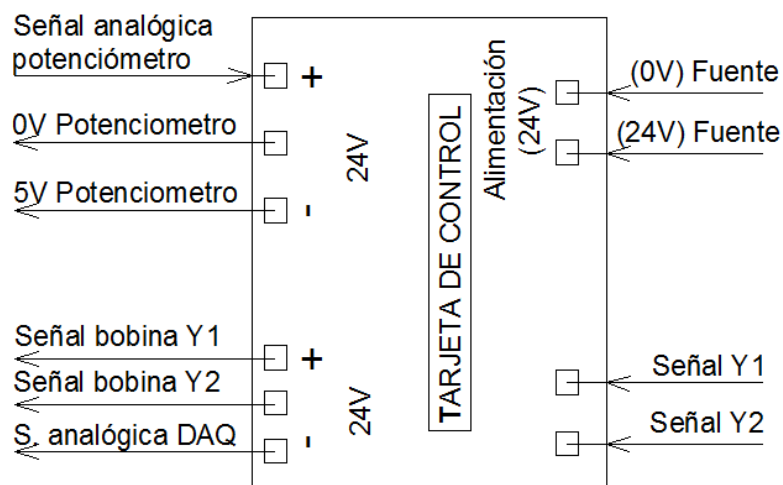 Señal analógica
potenciómetro
+
0V Potenciometro
24V
5V Potenciometro
-
Señal bobina Y1
+
Señal bobina Y2
24V
S. analógica DAQ
-
TARJETA DE CONTROL
Alimentación
(24V)
(0V) Fuente
(24V) Fuente
Señal Y1
Señal Y2